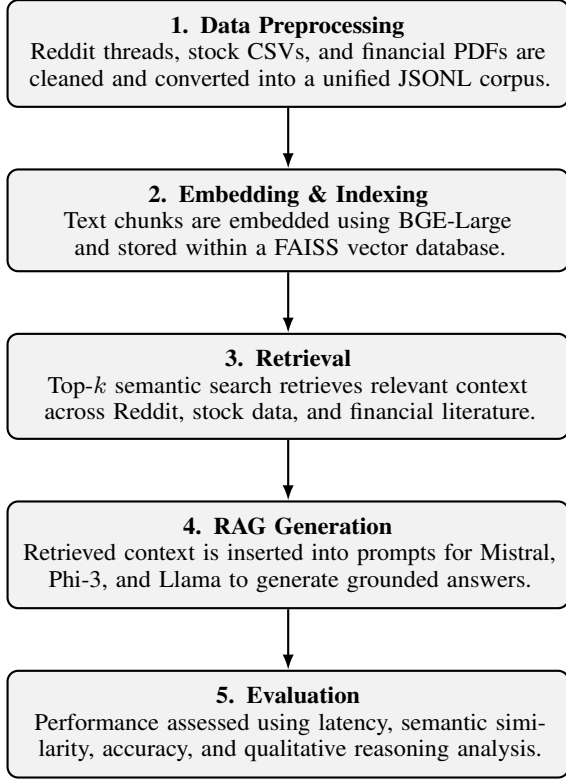 1. Data Preprocessing
Reddit threads, stock CSVs, and financial PDFs are
cleaned and converted into a unified JSONL corpus.
2. Embedding & Indexing
Text chunks are embedded using BGE-Large
and stored within a FAISS vector database.
3. Retrieval
Top-k semantic search retrieves relevant context
across Reddit, stock data, and financial literature.
4. RAG Generation
Retrieved context is inserted into prompts for Mistral,
Phi-3, and Llama to generate grounded answers.
5. Evaluation
Performance assessed using latency, semantic simi-
larity, accuracy, and qualitative reasoning analysis.